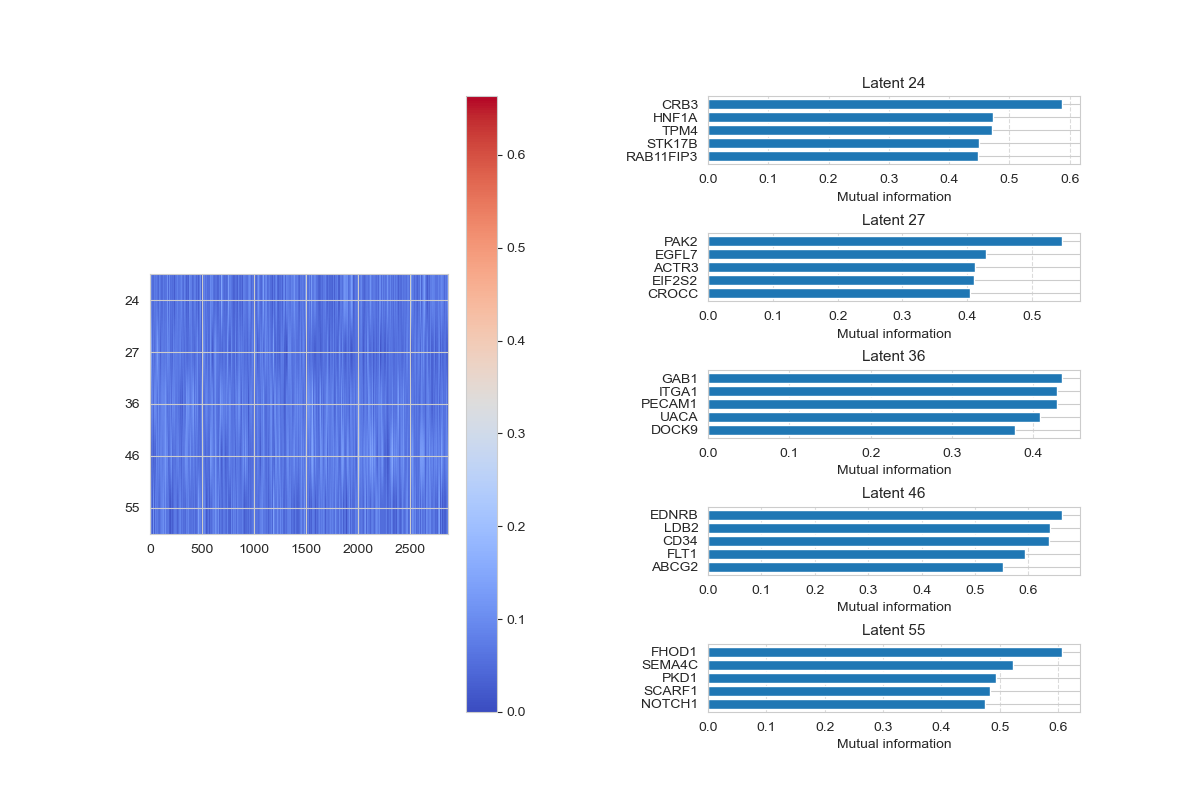 24
27
36
46
55
0 500 1000 1500 2000 2500
0.6
0.5
0.4
0.3
0.2
0.1
0.0
Latent 24
CRB3
HNF1A
TPM4
STK17B
RAB11FIP3
0.0 0.1 0.2 0.3 0.4 0.5 0.6
Mutual information
Latent 27
PAK2
EGFL7
ACTR3
EIF2S2
CROCC
0.0 0.1 0.2 0.3 0.4 0.5
Mutual information
Latent 36
GAB1
ITGA1
PECAM1
UACA
DOCK9
0.0 0.1 0.2 0.3 0.4
Mutual information
Latent 46
EDNRB
LDB2
CD34
FLT1
ABCG2
0.0 0.1 0.2 0.3 0.4 0.5 0.6
Mutual information
Latent 55
FHOD1
SEMA4C
PKD1
SCARF1
NOTCH1
0.0 0.1 0.2 0.3 0.4 0.5 0.6
Mutual information